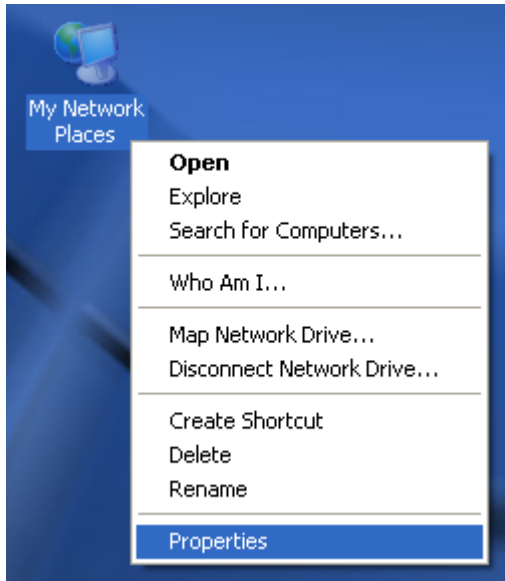 My Network
Places
Open
Explore
Search for Computers...
Who Am I...
Map Network Drive...
Disconnect Network Drive...
Create Shortcut
Delete
Rename
Properties